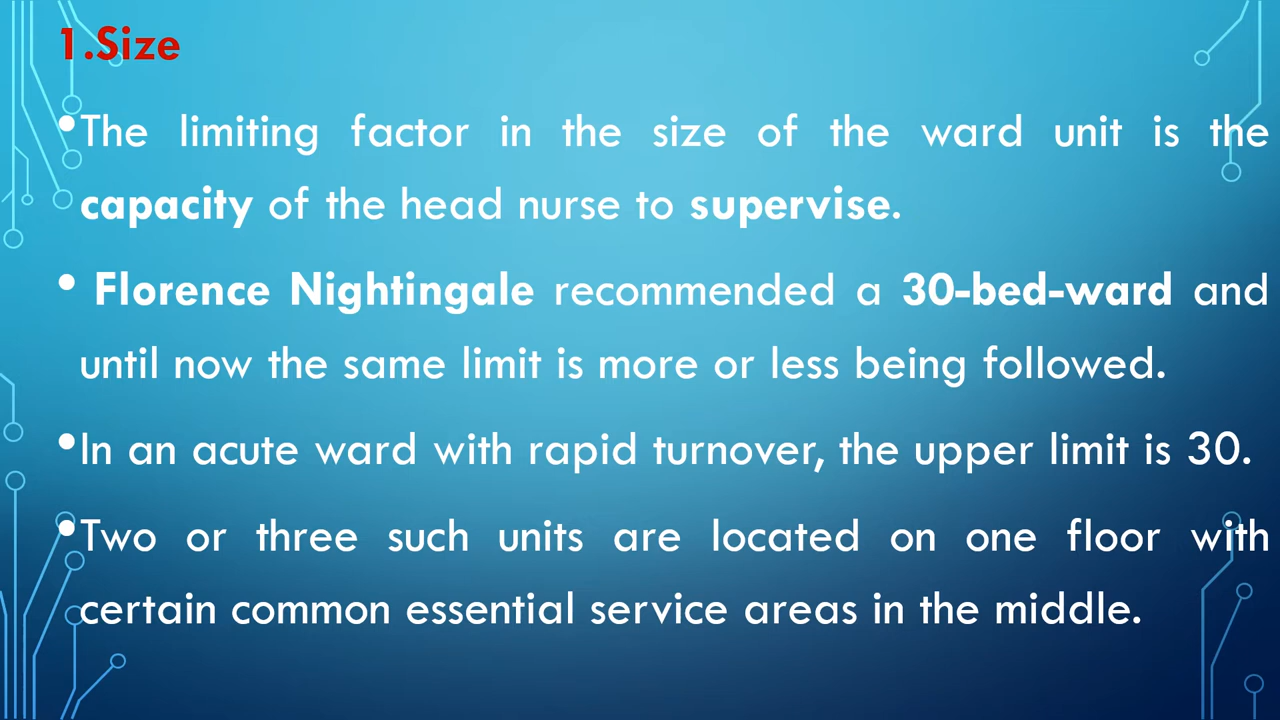 1.Size
•The limiting factor in the size of the ward unit is the
capacity of the head nurse to supervise.
• Florence Nightingale recommended a 30-bed-ward and
until now the same limit is more or less being followed.
•In an acute ward with rapid turnover, the upper limit is 30.
•Two or three such units are located on one floor with
certain common essential service areas in the middle.